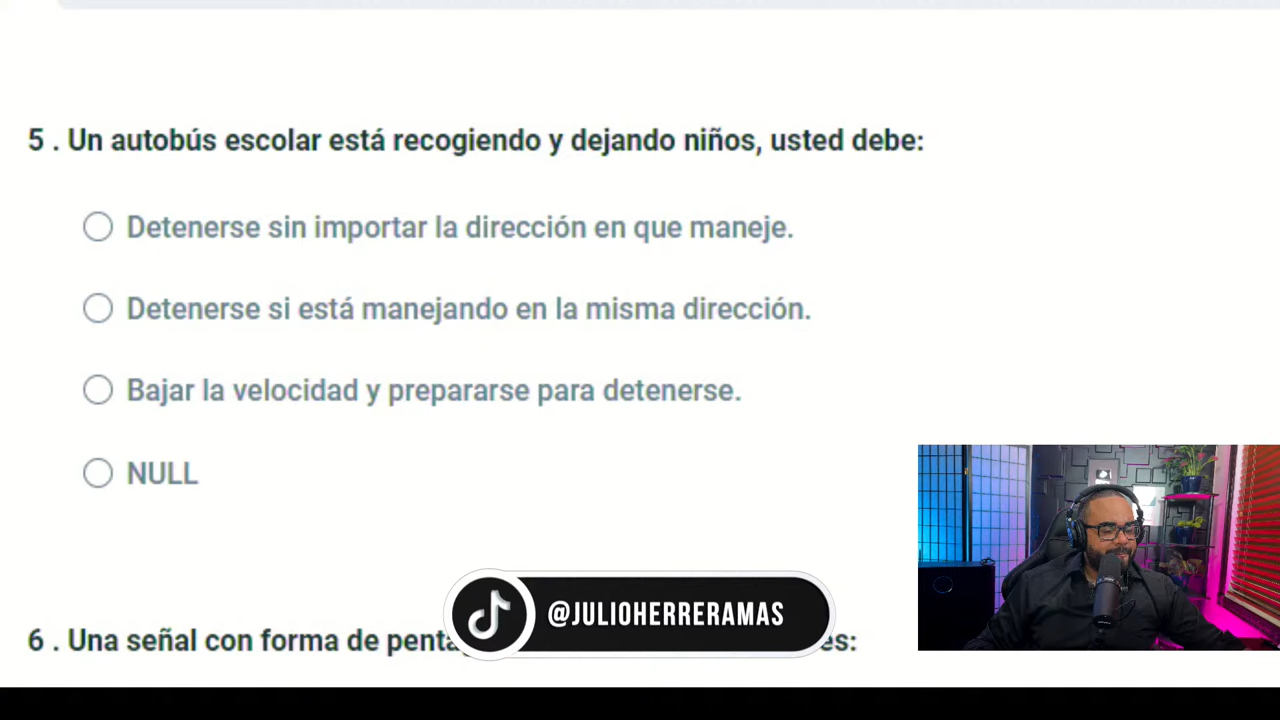 5 . Un autobús escolar está recogiendo y dejando niños, usted debe:
Detenerse sin importar la dirección en que maneje.
Detenerse si está manejando en la misma dirección.
Bajar la velocidad y prepararse para detenerse.
NULL
@JULIOHERRERAMAS
6 . Una señal con forma de